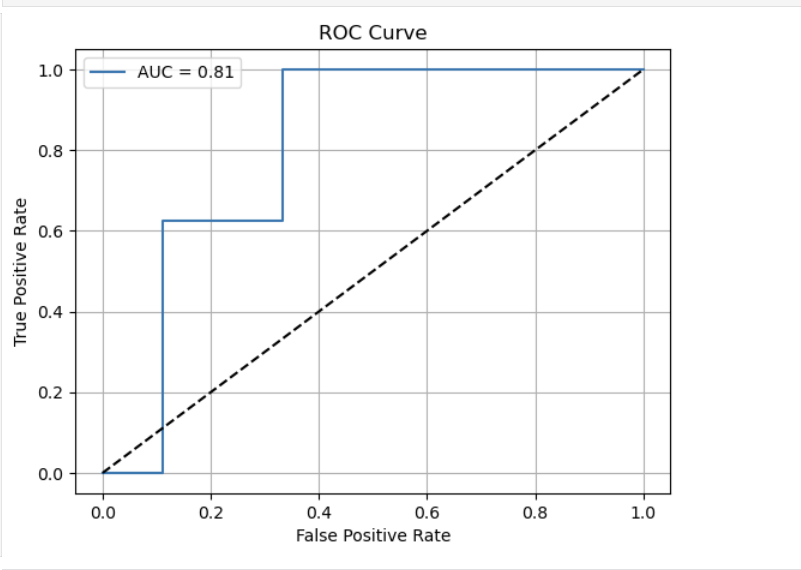 ROC Curve
AUC = 0.81
1.0
0.8
0.6
0.4
0.2
0.0
True Positive Rate
0.0 0.2 0.4 0.6 0.8 1.0
False Positive Rate